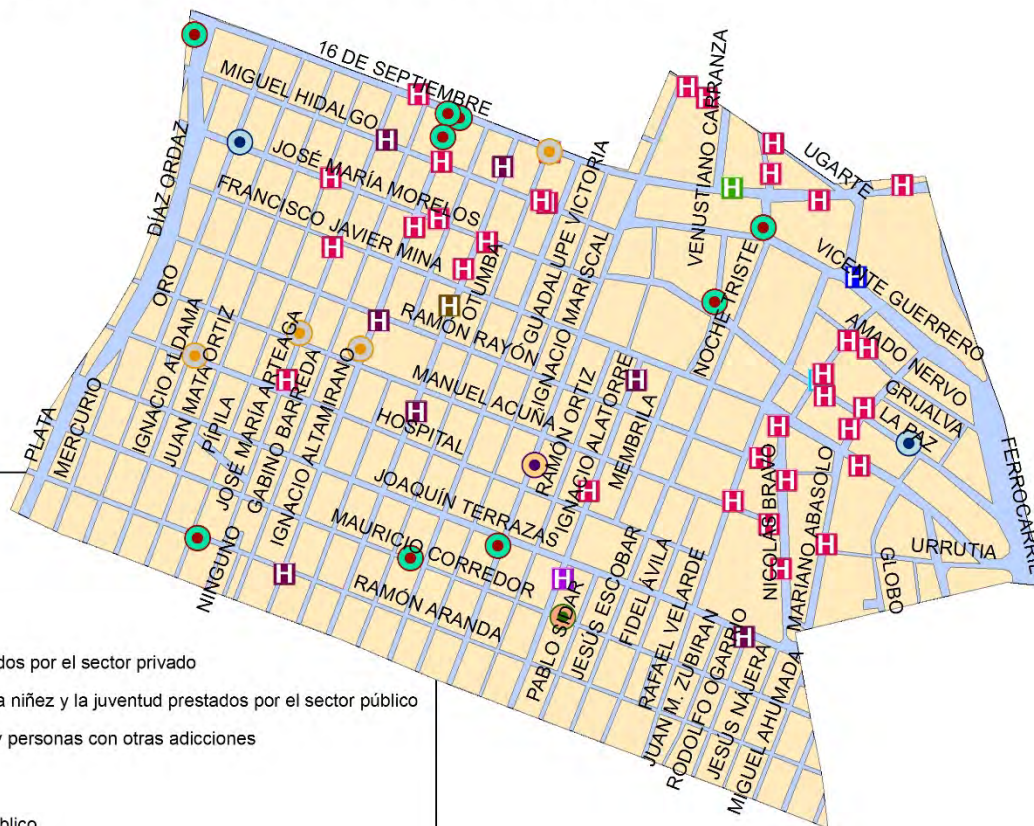 16 DE SEPTIEMBRE
MIGUEL HIDALGO
JOSÉ MARÍA MORELOS
FRANCISCO JAVIER MINA
DÍAZ ORDAZ
ORO
PLATA
MERCURIO
IGNACIO ALDAMA
JUAN MATA ORTIZ
PIPILA
JOSÉ MARÍA ARTEAGA
GABINO BARREDA
IGNACIO ALTAMIRANO
NINGUNO
OTUMBA
GUADALUPE VICTORIA
IGNACIO MARISCAL
RAMÓN RAYÓN
MANUEL ACUÑA
HOSPITAL
JOAQUÍN TERRAZAS
MAURICIO CORREDOR
RAMÓN ARANDA
RAMÓN ORTIZ
IGNACIO ALATORRE
MEMBRILA
PABLO SIDAR
JESÚS ESCOBAR
FIDEL ÁVILA
RAFAEL VELARDE
JUAN M. ZUBIRAN
RODOLFO OGARRIO
JESÚS NÁJERA
MIGUEL AHUMADA
VENUSTIANO CARRANZA
UGARTE
NOCHE TRISTE
VICENTE GUERRERO
AMADO NERVO
GRIJALVA
LA PAZ
NICOLAS BRAVO
MARIANO ABASOLO
FERROCARRIL
URRUTIA
GLOBO
dos por el sector privado
a niñez y la juventud prestados por el sector público
y personas con otras adicciones
blico
H H H H H H H H H H H H H H H H H H H H H H H H H H H H H H H H H H H H H H H H H H H H